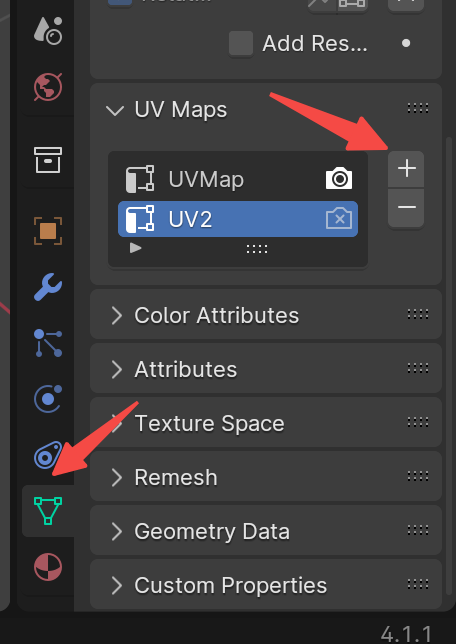 Add Res...
UV Maps
UVMap
UV2
Color Attributes
Attributes
Texture Space
Remesh
Geometry Data
Custom Properties
4.1.1